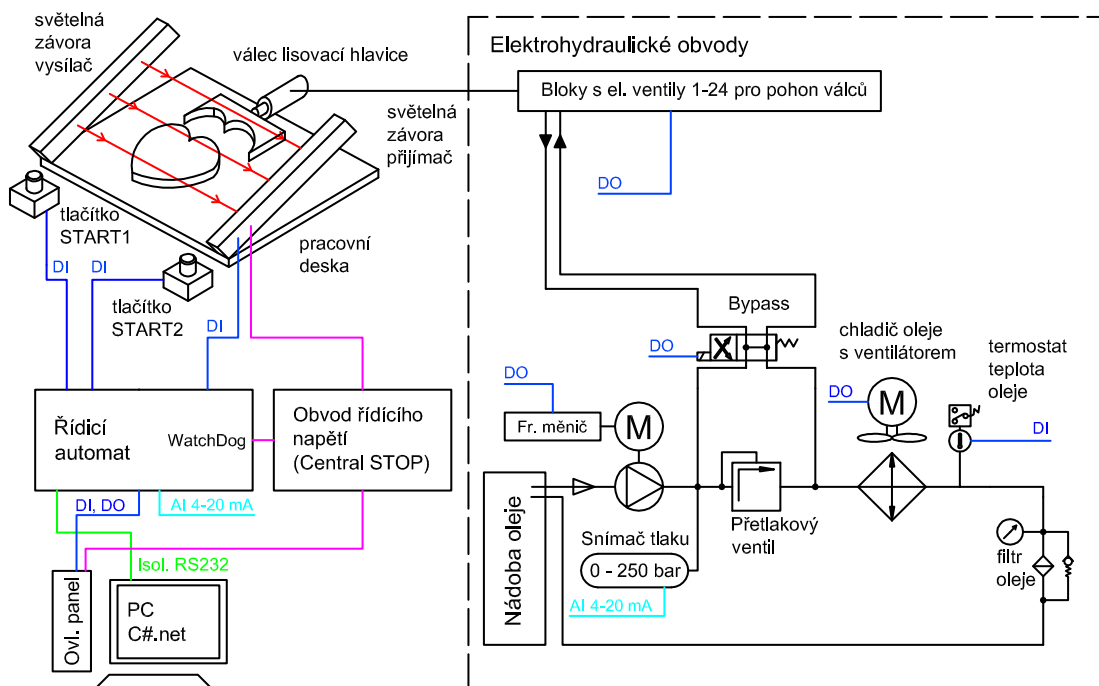 světelná
závora
vysílač
válec lisovací hlavice
světelná
závora
přijímač
tlačítko
START1
DI
DI
tlačítko
START2
pracovní
deska
DI
Řídicí
automat
WatchDog
Obvod řídícího
napětí
(Central STOP)
DI, DO
AI 4-20 mA
Isol. RS232
Ovl. panel
PC
C#.net
Elektrohydraulické obvody
Bloky s el. ventily 1-24 pro pohon válců
DO
Bypass
DO
chladič oleje
s ventilátorem
termostat
teplota
oleje
DO
Fr. měnič
M
DO
M
DI
Nádoba oleje
Přetlakový
ventil
Snímač tlaku
0 - 250 bar
AI 4-20 mA
filtr
oleje